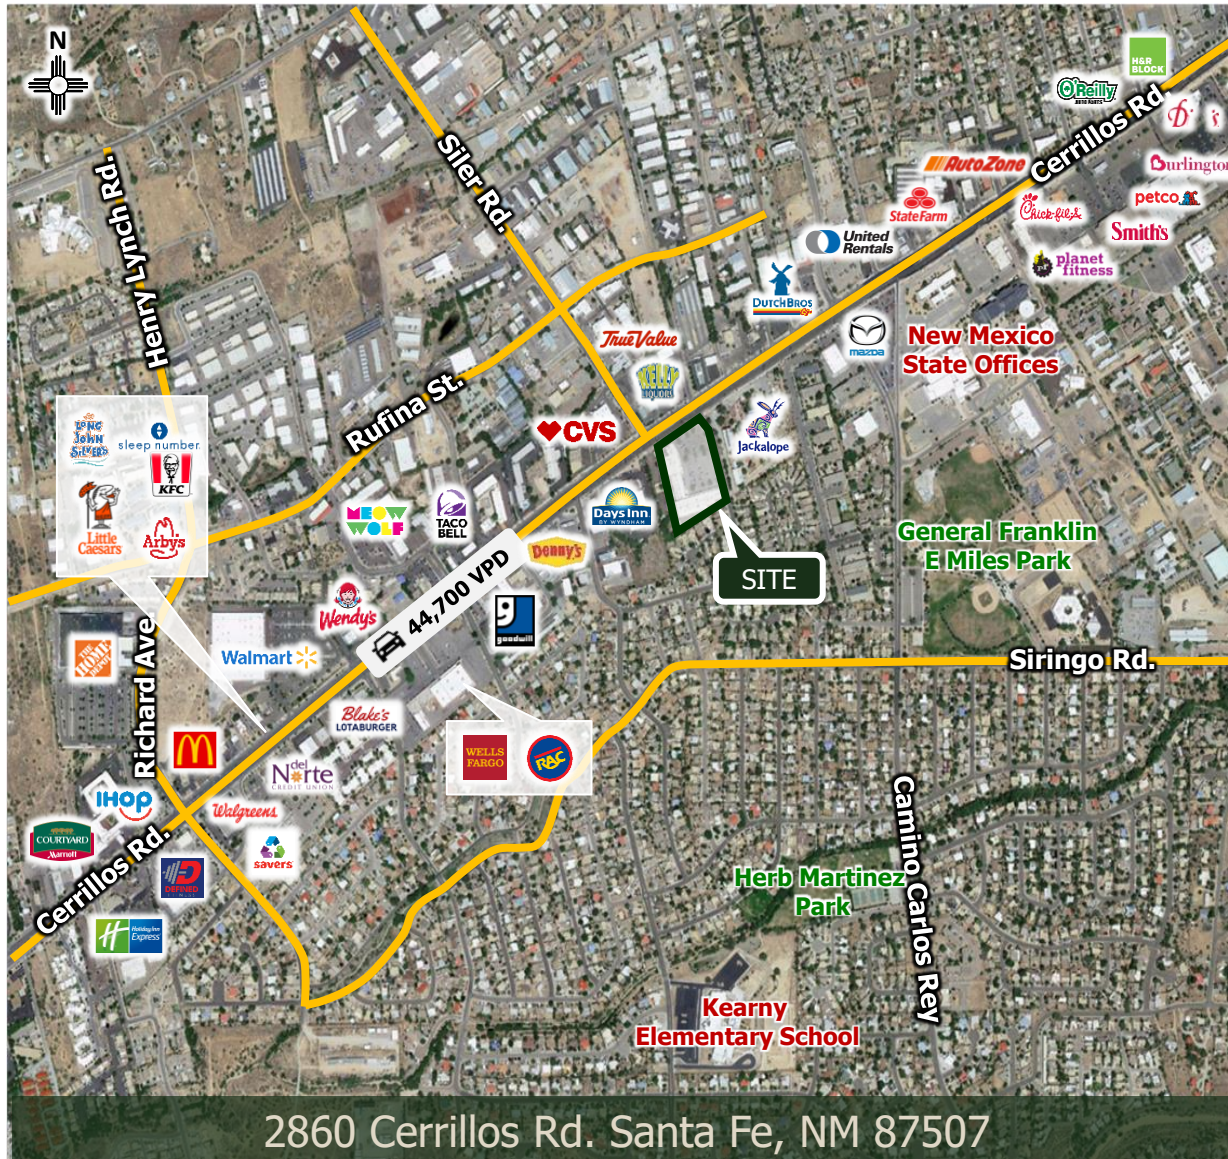 N
H&R
BLOCK
O'Reilly
AUTO PARTS
Cerrillos Rd
D
's
Burlington
AutoZone
petco
StateFarm
Chick-fil-A
Smith's
United
Rentals
planet
fitness
Siler Rd.
Henry Lynch Rd.
DUTCH BROS
mazda
New Mexico
State Offices
True Value
KELLY
LIQUORS
Rufina St.
CVS
Jackalope
LONG
JOHN
SILVER'S
sleep number
KFC
Little
Caesars
Arby's
MEOW
WOLF
TACO
BELL
Days Inn
BY WYNDHAM
Denny's
General Franklin
E Miles Park
SITE
44,700 VPD
Wendy's
goodwill
THE
HOME
DEPOT
Walmart
Siringo Rd.
Richard Ave
Blake's
LOTABURGER
WELLS
FARGO
RAC
del
Norte
CREDIT UNION
IHOP
Walgreens
COURTYARD
Marriott
savers
Cerrillos Rd.
DEFINED
Camino Carlos Rey
Herb Martinez
Park
H
Holiday Inn
Express
Kearny
Elementary School
2860 Cerrillos Rd. Santa Fe, NM 87507